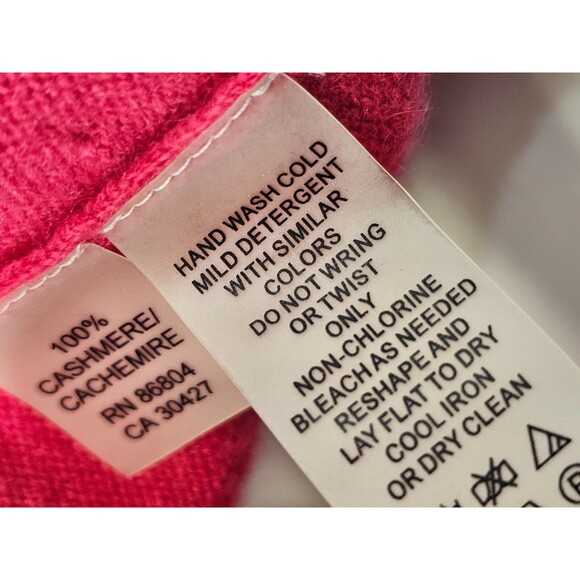 100%
CASHMERE/
CACHEMIRE
RN 86804
CA 30427
HAND WASH COLD
MILD DETERGENT
WITH SIMILAR
COLORS
DO NOT WRING
OR TWIST
ONLY
NON-CHLORINE
BLEACH AS NEEDED
RESHAPE AND
LAY FLAT TO DRY
COOL IRON
OR DRY CLEAN